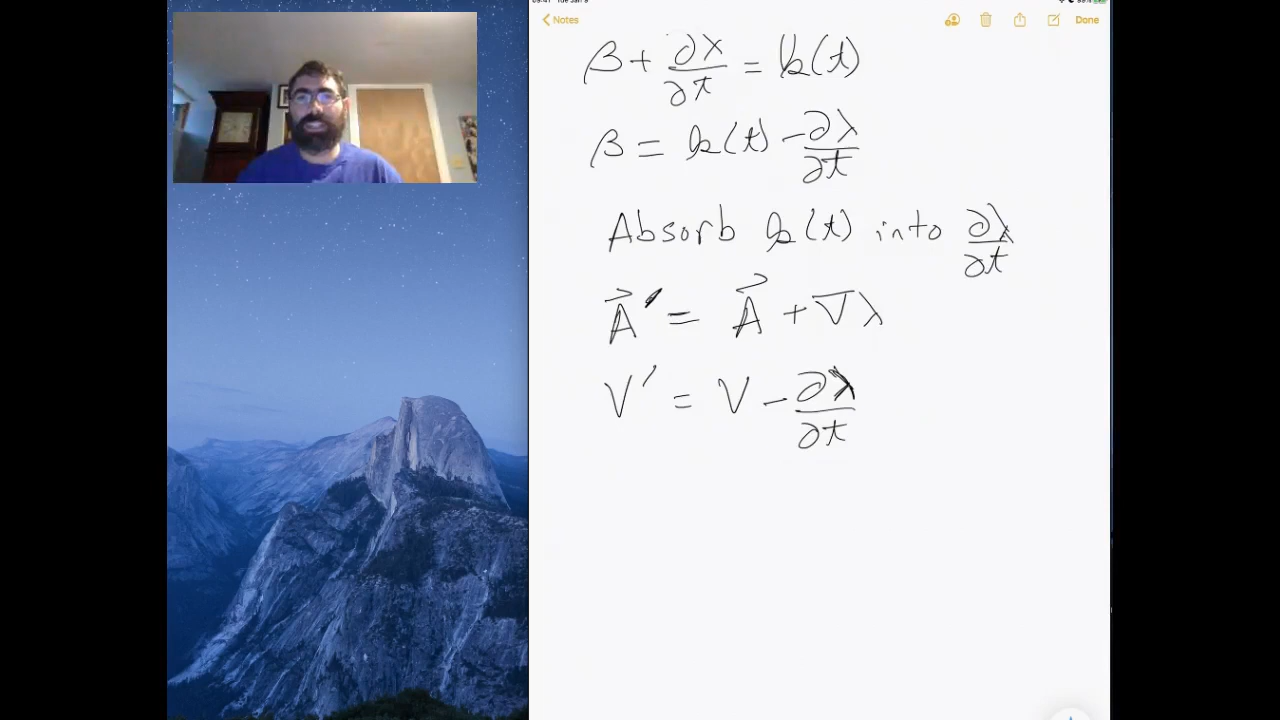 Notes
Done
β + ∂λ/∂t = k(t)
β = k(t) - ∂λ/∂t
Absorb k(t) into ∂λ/∂t
A⃗' = A⃗ + ∇λ
V' = V - ∂λ/∂t